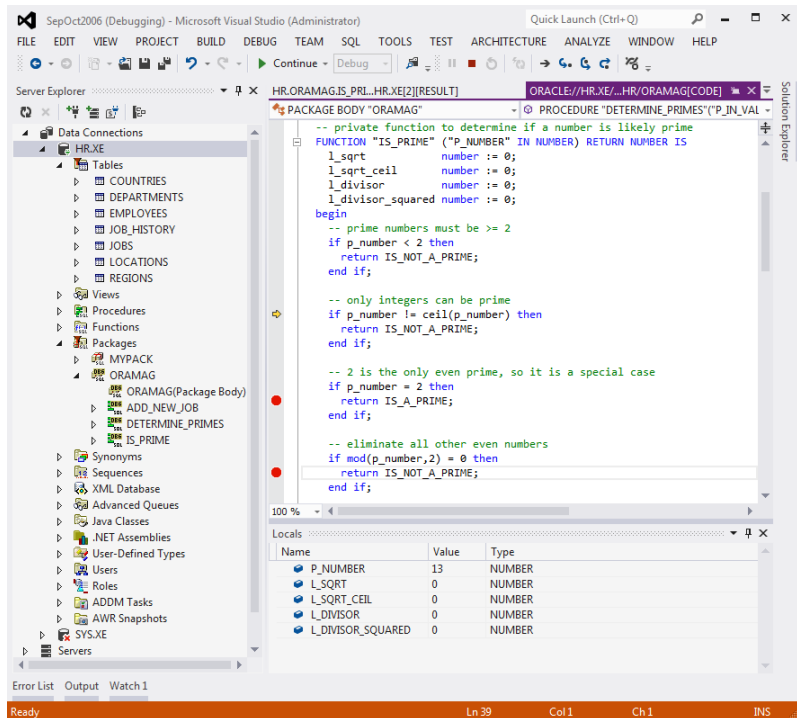 SepOct2006 (Debugging) - Microsoft Visual Studio (Administrator)
Quick Launch (Ctrl+Q)
FILE EDIT VIEW PROJECT BUILD DEBUG TEAM SQL TOOLS TEST ARCHITECTURE ANALYZE WINDOW HELP
Continue Debug
Server Explorer
Data Connections
HR.XE
Tables
COUNTRIES
DEPARTMENTS
EMPLOYEES
JOB_HISTORY
JOBS
LOCATIONS
REGIONS
Views
Procedures
Functions
Packages
MYPACK
ORAMAG
ORAMAG(Package Body)
ADD_NEW_JOB
DETERMINE_PRIMES
IS_PRIME
Synonyms
Sequences
XML Database
Advanced Queues
Java Classes
.NET Assemblies
User-Defined Types
Users
Roles
ADDM Tasks
AWR Snapshots
SYS.XE
Servers
HR.ORAMAG.IS_PRI...HR.XE[2][RESULT]
ORACLE://HR.XE/...HR/ORAMAG[CODE]
PACKAGE BODY "ORAMAG"
PROCEDURE "DETERMINE_PRIMES"("P_IN_VAL
-- private function to determine if a number is likely prime
FUNCTION "IS_PRIME" ("P_NUMBER" IN NUMBER) RETURN NUMBER IS
l_sqrt number := 0;
l_sqrt_ceil number := 0;
l_divisor number := 0;
l_divisor_squared number := 0;
begin
-- prime numbers must be >= 2
if p_number < 2 then
return IS_NOT_A_PRIME;
end if;
-- only integers can be prime
if p_number != ceil(p_number) then
return IS_NOT_A_PRIME;
end if;
-- 2 is the only even prime, so it is a special case
if p_number = 2 then
return IS_A_PRIME;
end if;
-- eliminate all other even numbers
if mod(p_number,2) = 0 then
return IS_NOT_A_PRIME;
end if;
100 %
Solution Explorer
Locals
Name Value Type
P_NUMBER 13 NUMBER
L_SQRT 0 NUMBER
L_SQRT_CEIL 0 NUMBER
L_DIVISOR 0 NUMBER
L_DIVISOR_SQUARED 0 NUMBER
Error List Output Watch 1
Ready Ln 39 Col 1 Ch 1 INS